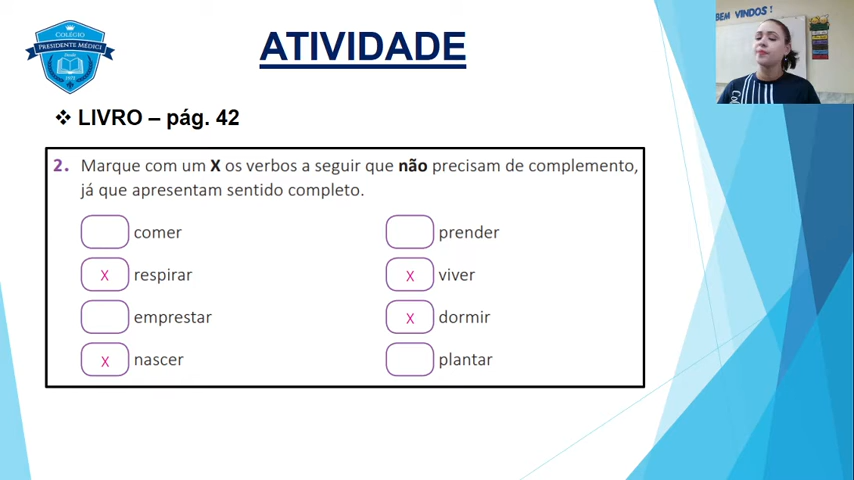 COLÉGIO
PRESIDENTE MÉDICI
ATIVIDADE
BEM VINDOS!
❖ LIVRO – pág. 42
2. Marque com um X os verbos a seguir que não precisam de complemento,
já que apresentam sentido completo.
comer
x respirar
emprestar
x nascer
prender
x viver
x dormir
plantar